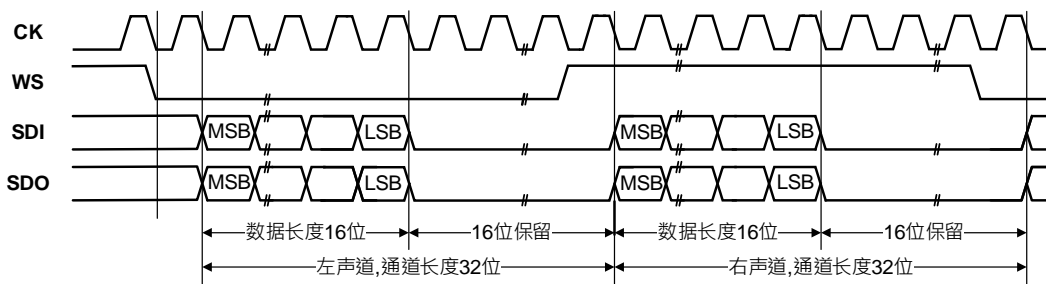 CK
WS
SDI MSB LSB MSB LSB
SDO MSB LSB MSB LSB
数据长度16位 16位保留 数据长度16位 16位保留
左声道,通道长度32位 右声道,通道长度32位